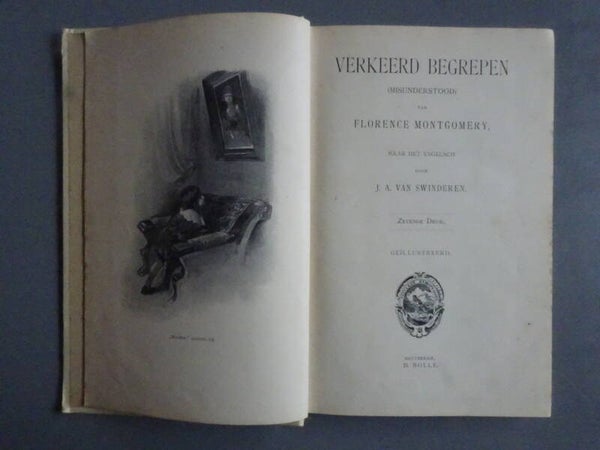 VERKEERD BEGREPEN
(MISUNDERSTOOD)
VAN
FLORENCE MONTGOMERY,
NAAR HET ENGELSCH
DOOR
J. A. VAN SWINDEREN.
ZEVENDE DRUK.
GEÏLLUSTREERD.
ROTTERDAM,
D. BOLLE.